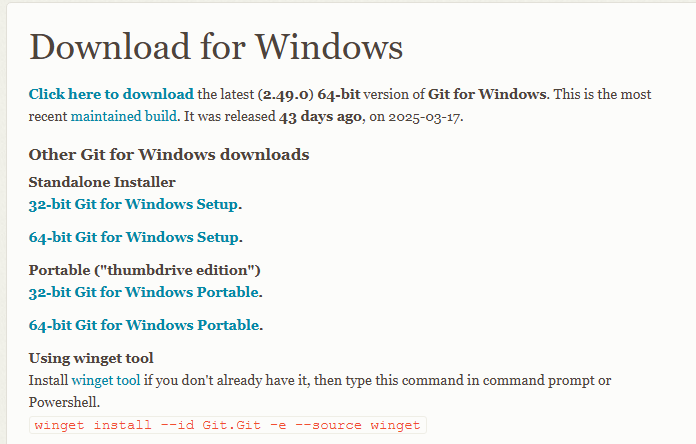 Download for Windows
Click here to download the latest (2.49.0) 64-bit version of Git for Windows. This is the most
recent maintained build. It was released 43 days ago, on 2025-03-17.
Other Git for Windows downloads
Standalone Installer
32-bit Git for Windows Setup.
64-bit Git for Windows Setup.
Portable ("thumbdrive edition")
32-bit Git for Windows Portable.
64-bit Git for Windows Portable.
Using winget tool
Install winget tool if you don't already have it, then type this command in command prompt or
Powershell.
winget install --id Git.Git -e --source winget